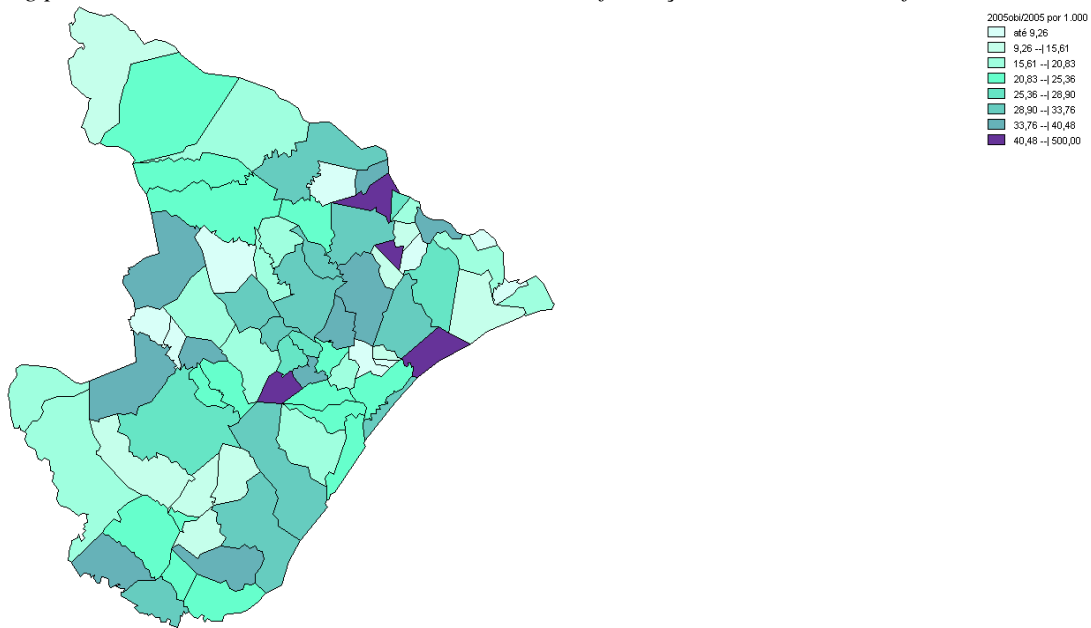 2005obi/2005 por 1.000
até 9,26
9,26 --| 15,61
15,61 --| 20,83
20,83 --| 25,36
25,36 --| 28,90
28,90 --| 33,76
33,76 --| 40,48
40,48 --| 500,00